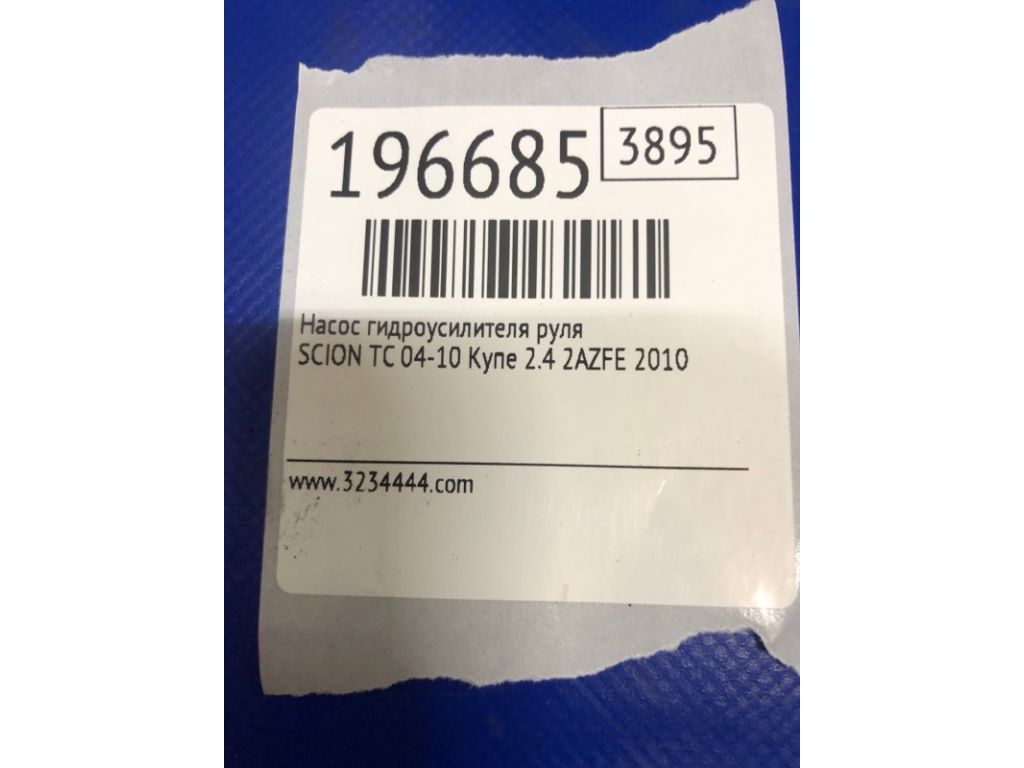 196685 3895
Насос гидроусилителя руля
SCION TC 04-10 Купе 2.4 2AZFE 2010
www.3234444.com